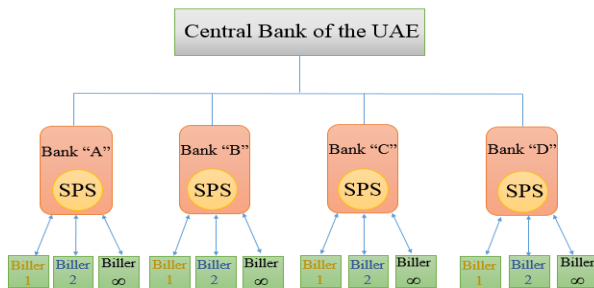 Central Bank of the UAE
Bank “A”
SPS
Bank “B”
SPS
Bank “C”
SPS
Bank “D”
SPS
Biller
1
Biller
2
Biller
∞
Biller
1
Biller
2
Biller
∞
Biller
1
Biller
2
Biller
∞
Biller
1
Biller
2
Biller
∞